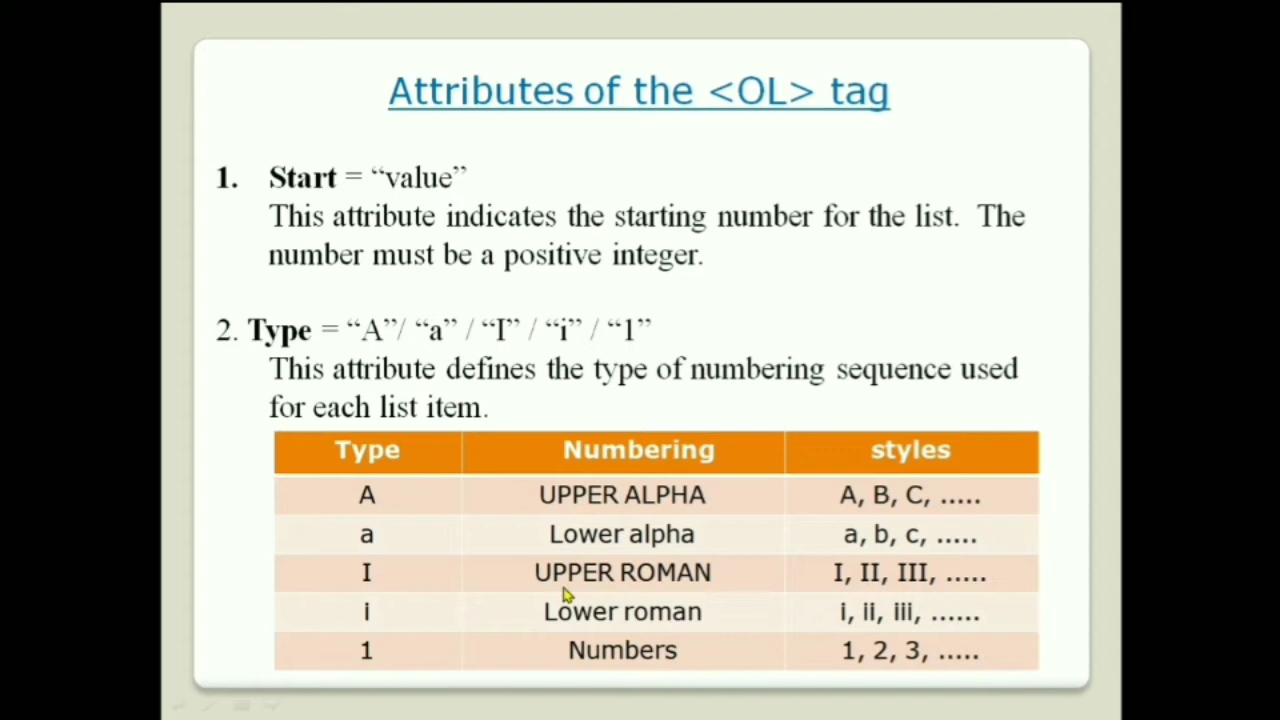 Attributes of the <OL> tag
1. Start = “value”
This attribute indicates the starting number for the list. The
number must be a positive integer.
2. Type = “A”/ “a” / “I” / “i” / “1”
This attribute defines the type of numbering sequence used
for each list item.
Type Numbering styles
A UPPER ALPHA A, B, C, .....
a Lower alpha a, b, c, .....
I UPPER ROMAN I, II, III, .....
i Lower roman i, ii, iii, ......
1 Numbers 1, 2, 3, .....